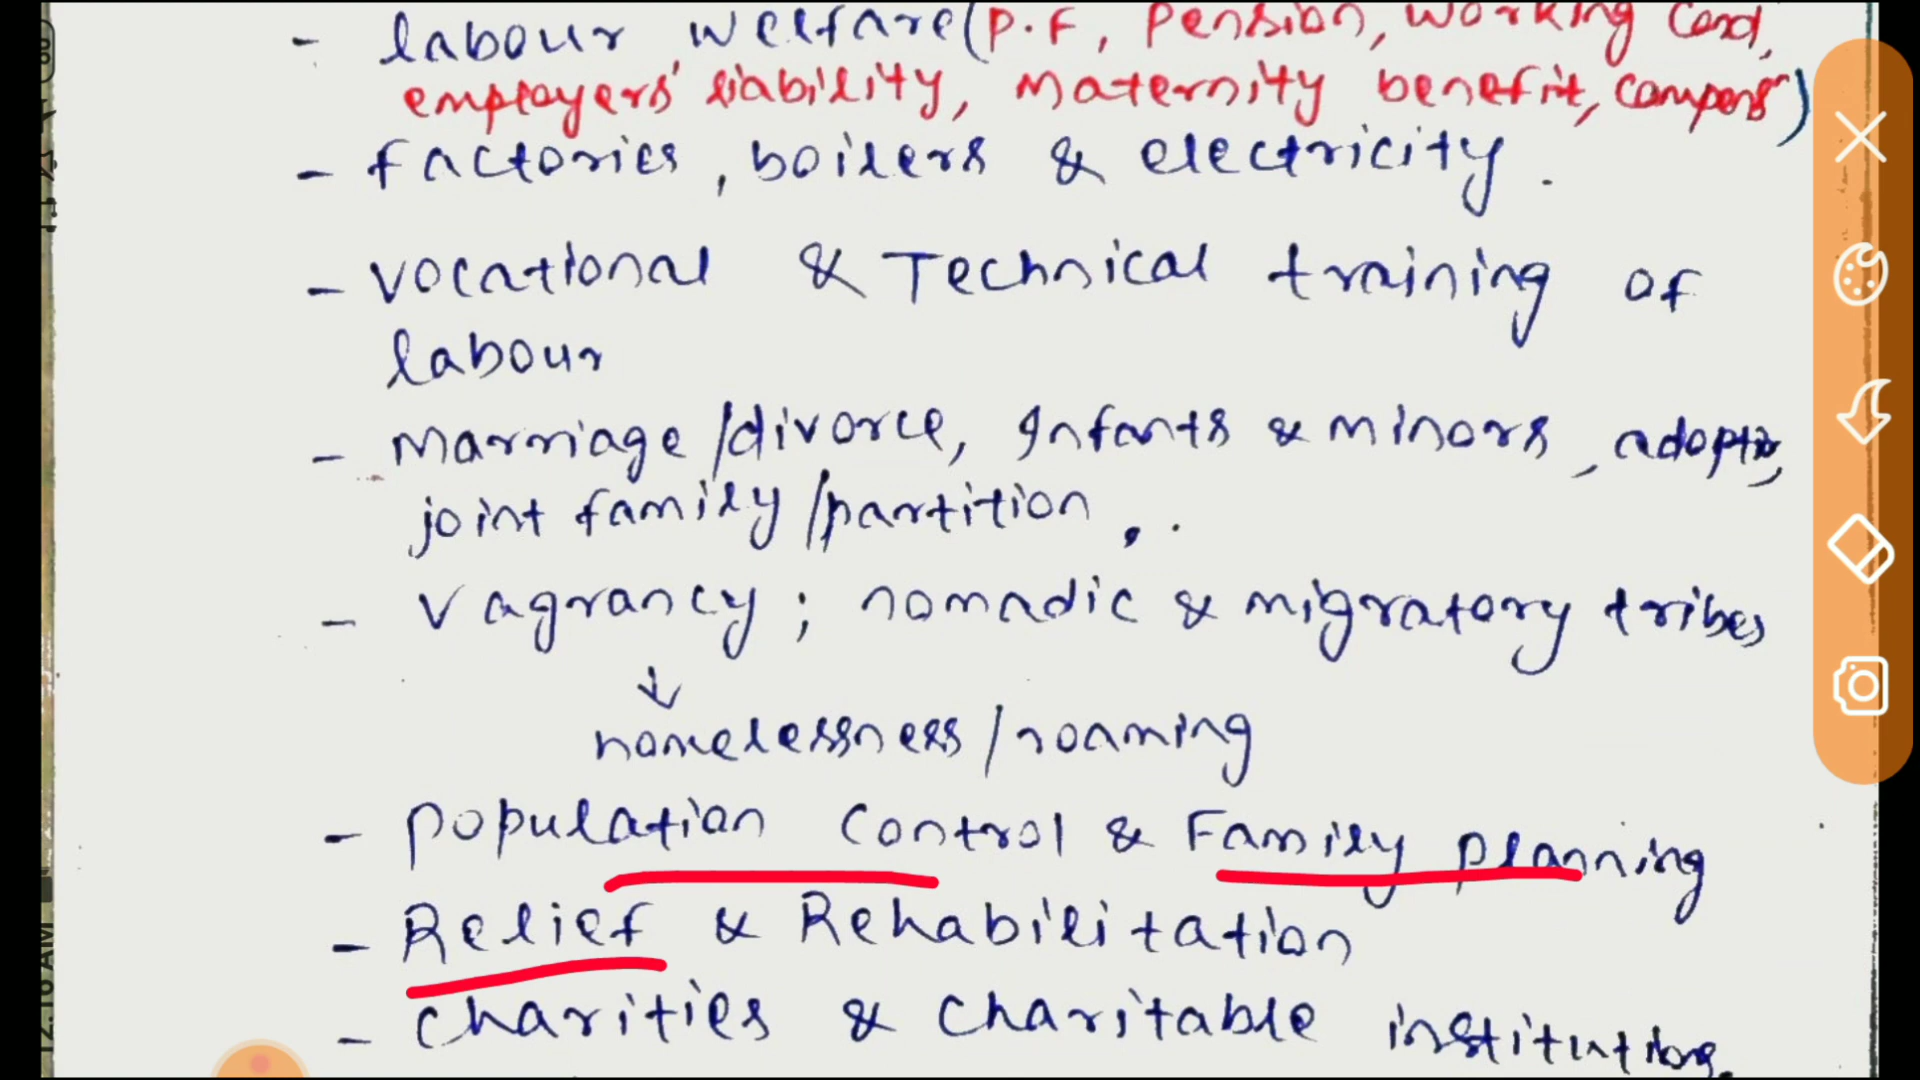 - labour welfare (P.F, Pension, working cond,
employers' liability, maternity benefit, compens")
- factories, boilers & electricity.
- vocational & Technical training of
labour
- Marriage/divorce, Infants & minors, adoptn,
joint family/partition, .
- Vagrancy; nomadic & migratory tribes
↓
homelessness/roaming
- Population Control & Family planning
- Relief & Rehabilitation
- Charities & Charitable institutions.